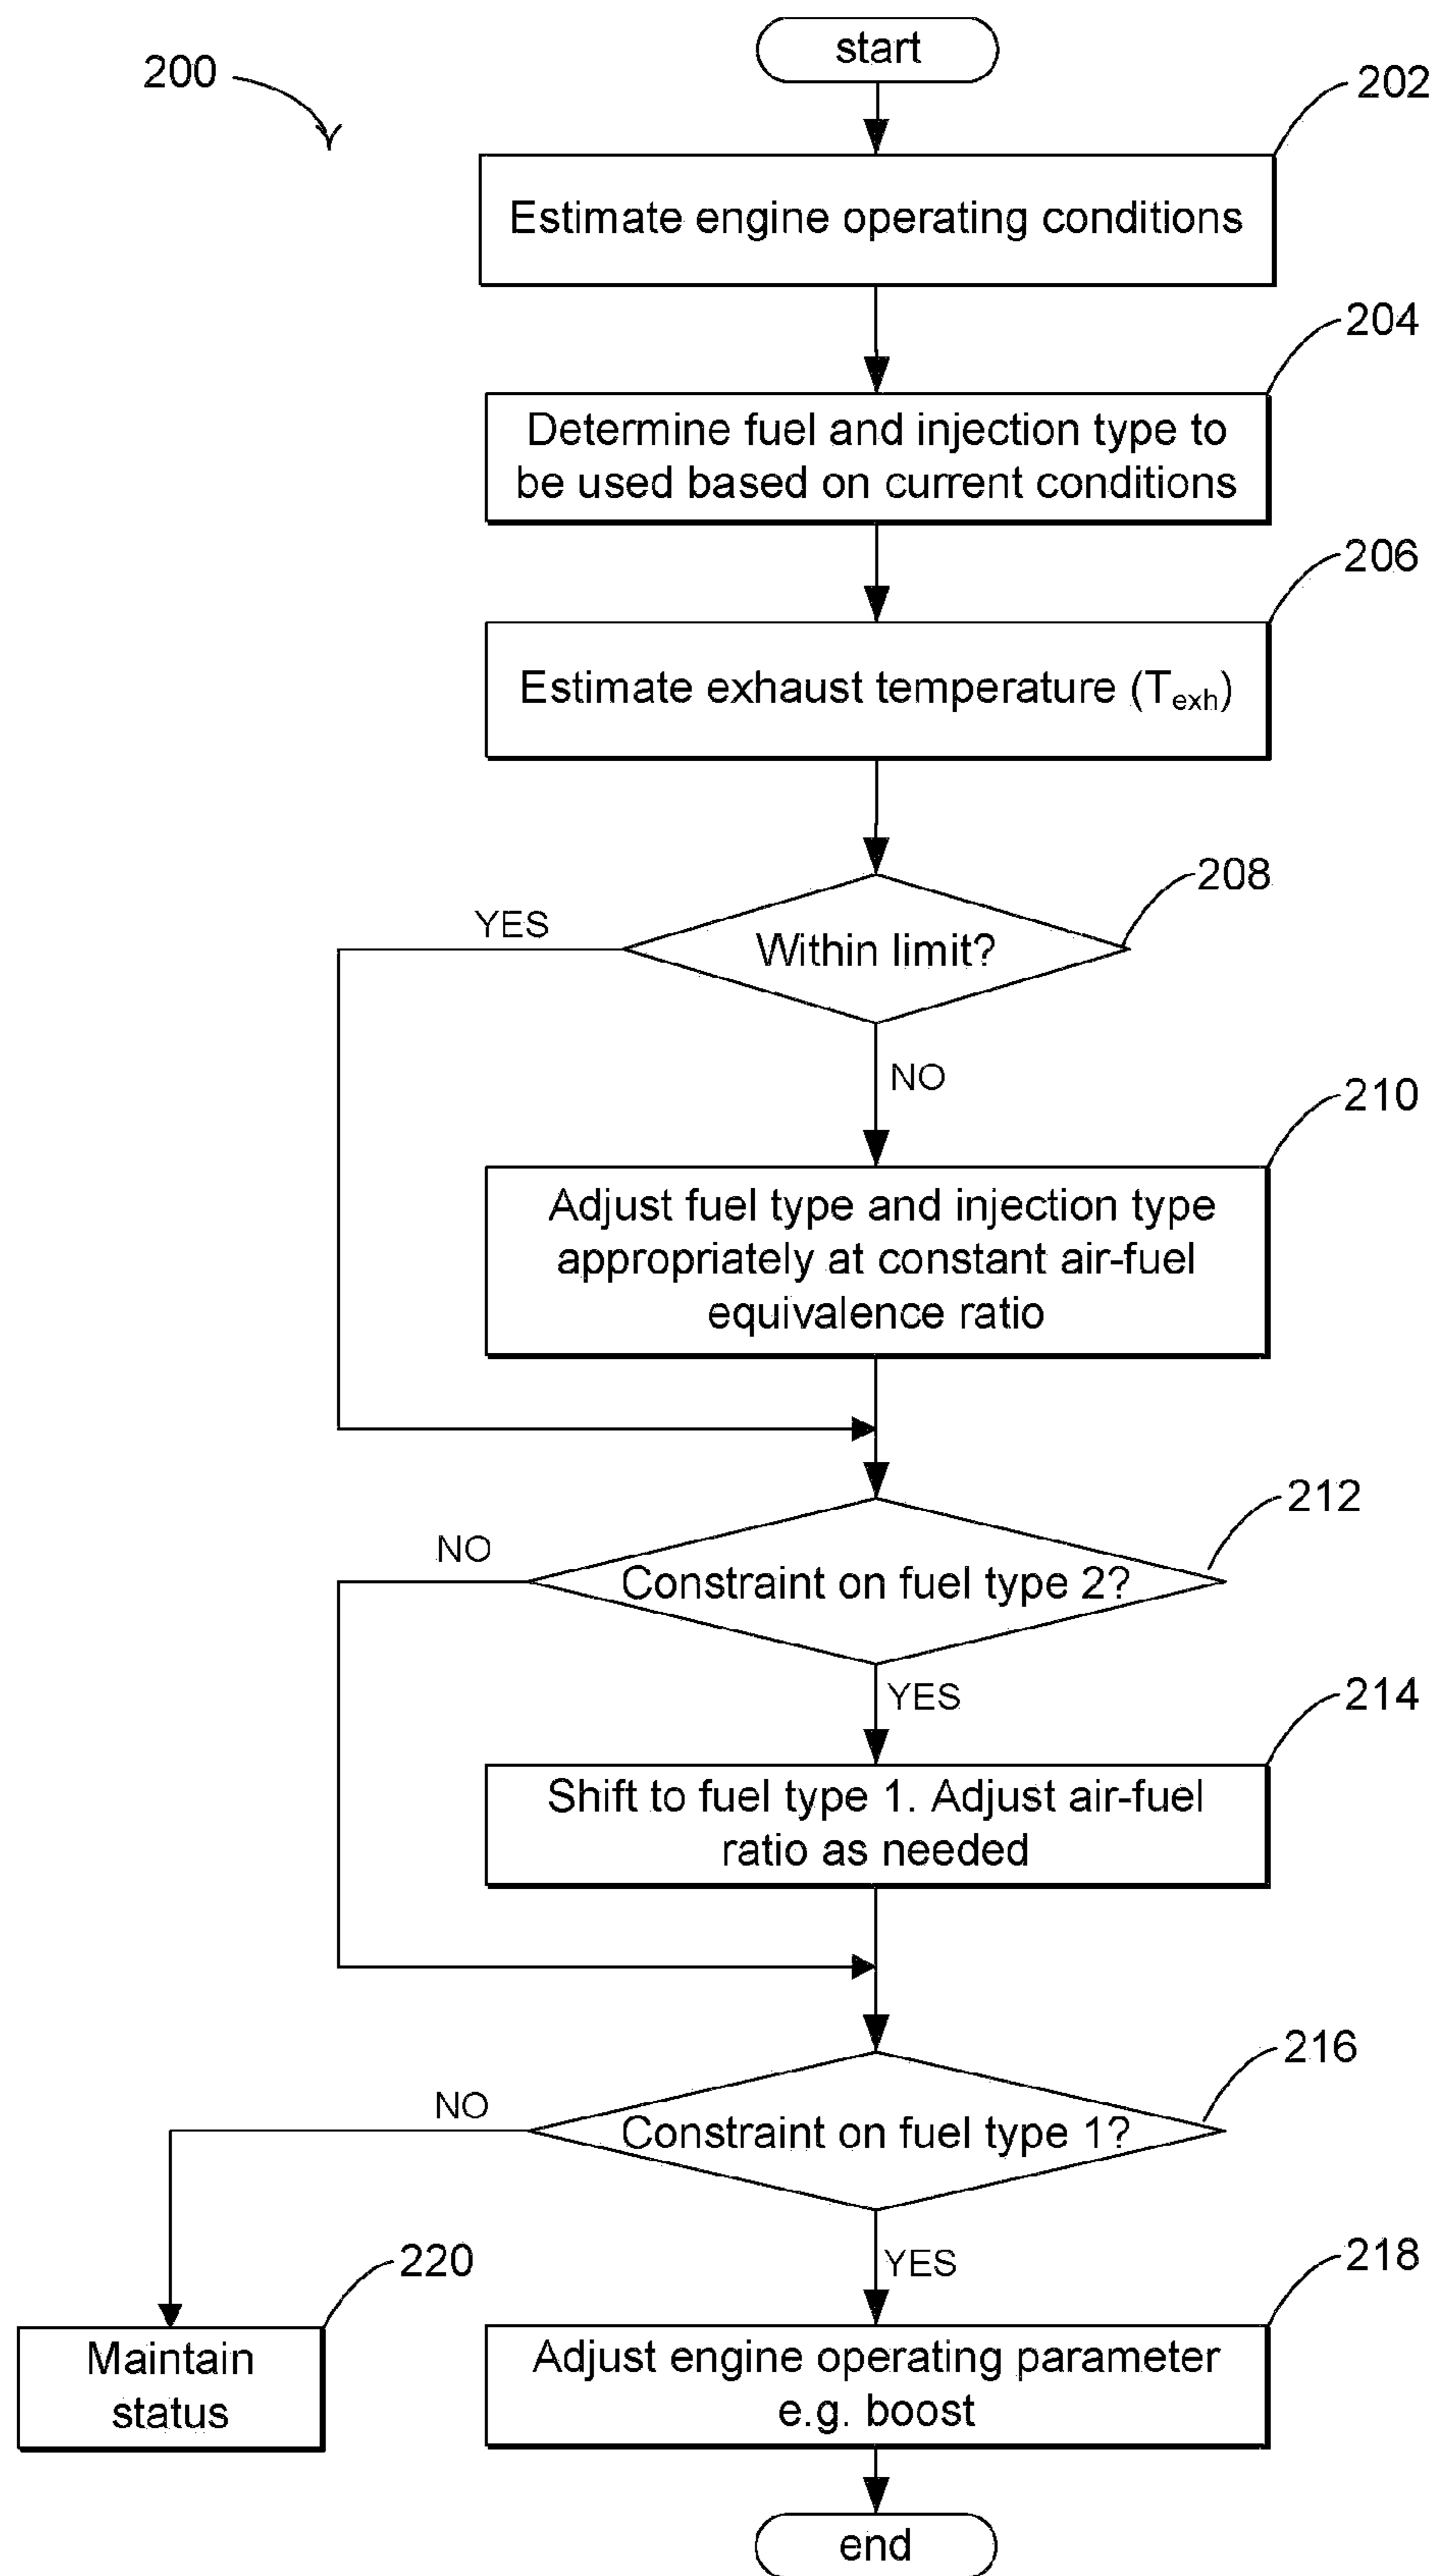 start
200
202
Estimate engine operating conditions
204
Determine fuel and injection type to
be used based on current conditions
206
Estimate exhaust temperature (Texh)
208
YES
Within limit?
NO
210
Adjust fuel type and injection type
appropriately at constant air-fuel
equivalence ratio
212
NO
Constraint on fuel type 2?
YES
214
Shift to fuel type 1. Adjust air-fuel
ratio as needed
216
NO
Constraint on fuel type 1?
YES
218
220
Maintain
status
Adjust engine operating parameter
e.g. boost
end